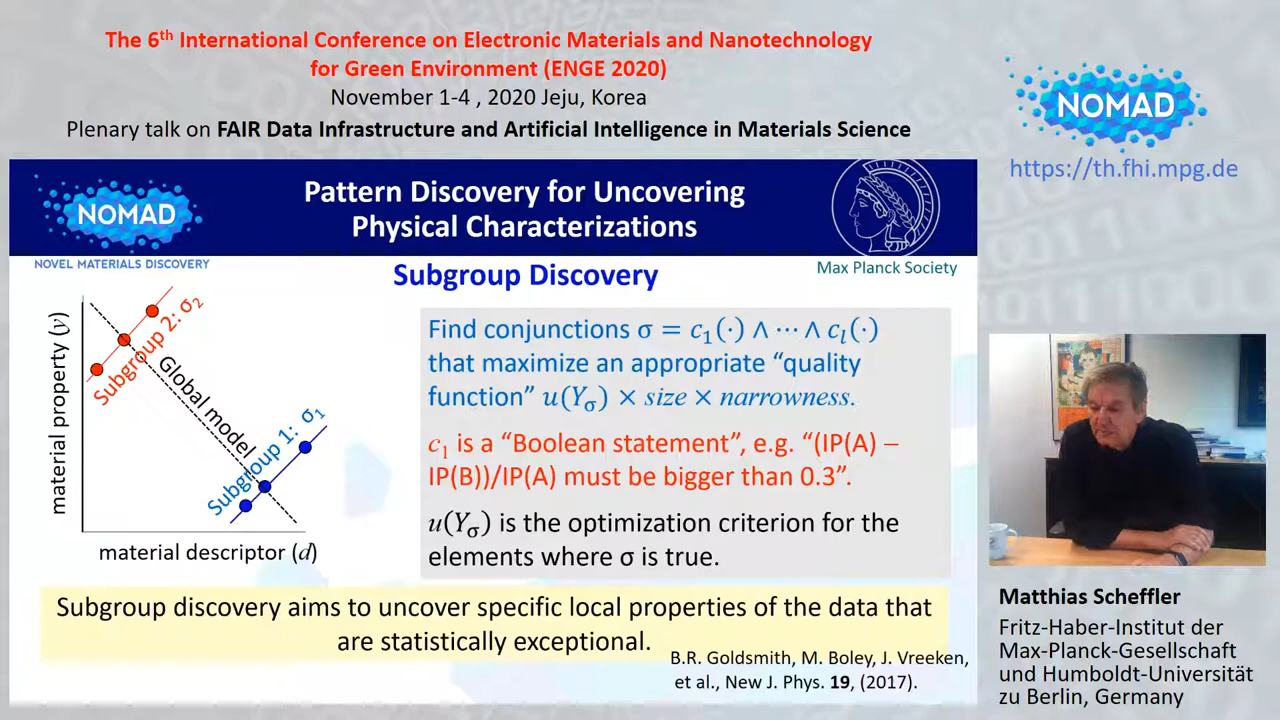 The 6th International Conference on Electronic Materials and Nanotechnology
for Green Environment (ENGE 2020)
November 1-4 , 2020 Jeju, Korea
Plenary talk on FAIR Data Infrastructure and Artificial Intelligence in Materials Science
NOMAD
https://th.fhi.mpg.de
NOMAD
NOVEL MATERIALS DISCOVERY
Pattern Discovery for Uncovering
Physical Characterizations
Max Planck Society
Subgroup Discovery
material property (y)
Subgroup 2: σ₂
Global model
Subgroup 1: σ₁
material descriptor (d)
Find conjunctions σ = c₁(·) ∧ ⋯ ∧ cₗ(·)
that maximize an appropriate “quality
function” u(Yσ) × size × narrowness.
c₁ is a “Boolean statement”, e.g. “(IP(A) –
IP(B))/IP(A) must be bigger than 0.3”.
u(Yσ) is the optimization criterion for the
elements where σ is true.
Subgroup discovery aims to uncover specific local properties of the data that
are statistically exceptional.
B.R. Goldsmith, M. Boley, J. Vreeken,
et al., New J. Phys. 19, (2017).
Matthias Scheffler
Fritz-Haber-Institut der
Max-Planck-Gesellschaft
und Humboldt-Universität
zu Berlin, Germany